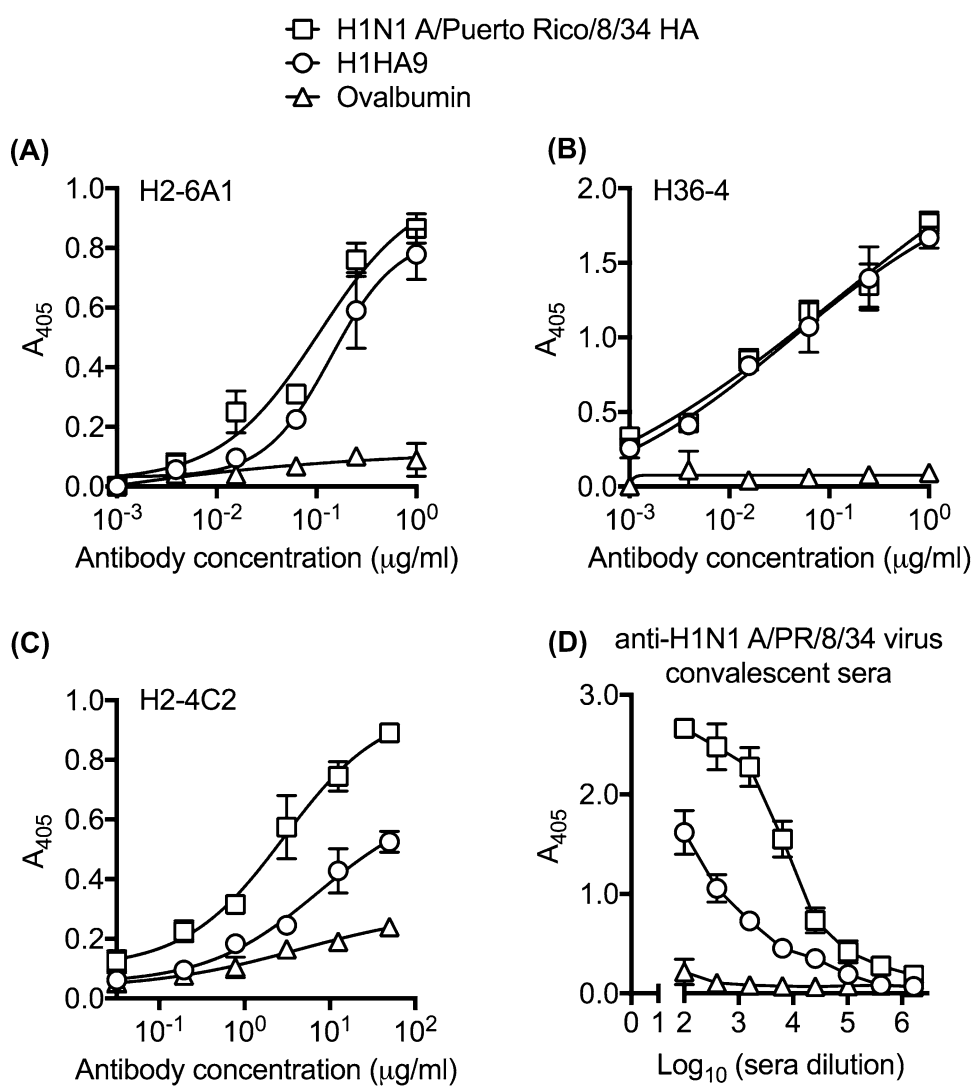 H1N1 A/Puerto Rico/8/34 HA
H1HA9
Ovalbumin
(A)
H2-6A1
1.0
0.8
0.6
0.4
0.2
0.0
A405
10-3 10-2 10-1 100
Antibody concentration (μg/ml)
(B)
H36-4
2.0
1.5
1.0
0.5
0.0
A405
10-3 10-2 10-1 100
Antibody concentration (μg/ml)
(C)
H2-4C2
1.0
0.8
0.6
0.4
0.2
0.0
A405
10-1 100 101 102
Antibody concentration (μg/ml)
(D)
anti-H1N1 A/PR/8/34 virus
convalescent sera
3.0
2.0
1.0
0.0
A405
0 1 2 3 4 5 6
Log10 (sera dilution)